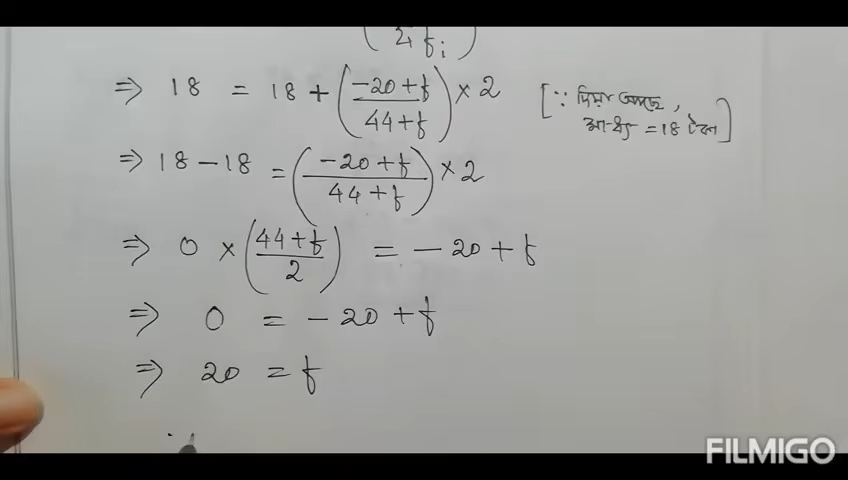 Σfᵢ
⇒ 18 = 18 + (-20+f / 44+f) × 2 [∵ দিয়া আছে,
মাধ্য = 18 টকা]
⇒ 18 - 18 = (-20+f / 44+f) × 2
⇒ 0 × (44+f / 2) = -20 + f
⇒ 0 = -20 + f
⇒ 20 = f
FILMIGO